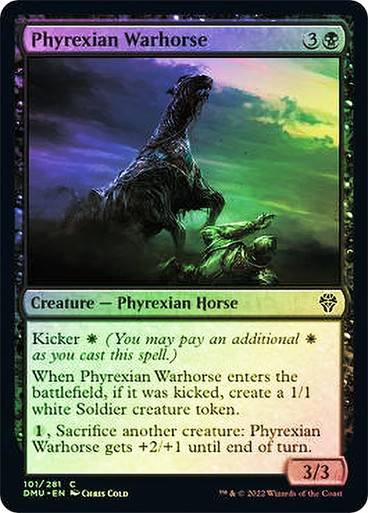 Phyrexian Warhorse 3
Creature — Phyrexian Horse
Kicker (You may pay an additional
as you cast this spell.)
When Phyrexian Warhorse enters the
battlefield, if it was kicked, create a 1/1
white Soldier creature token.
1, Sacrifice another creature: Phyrexian
Warhorse gets +2/+1 until end of turn.
3/3
101/281 C
DMU • EN Chris Cold
™ & © 2022 Wizards of the Coast